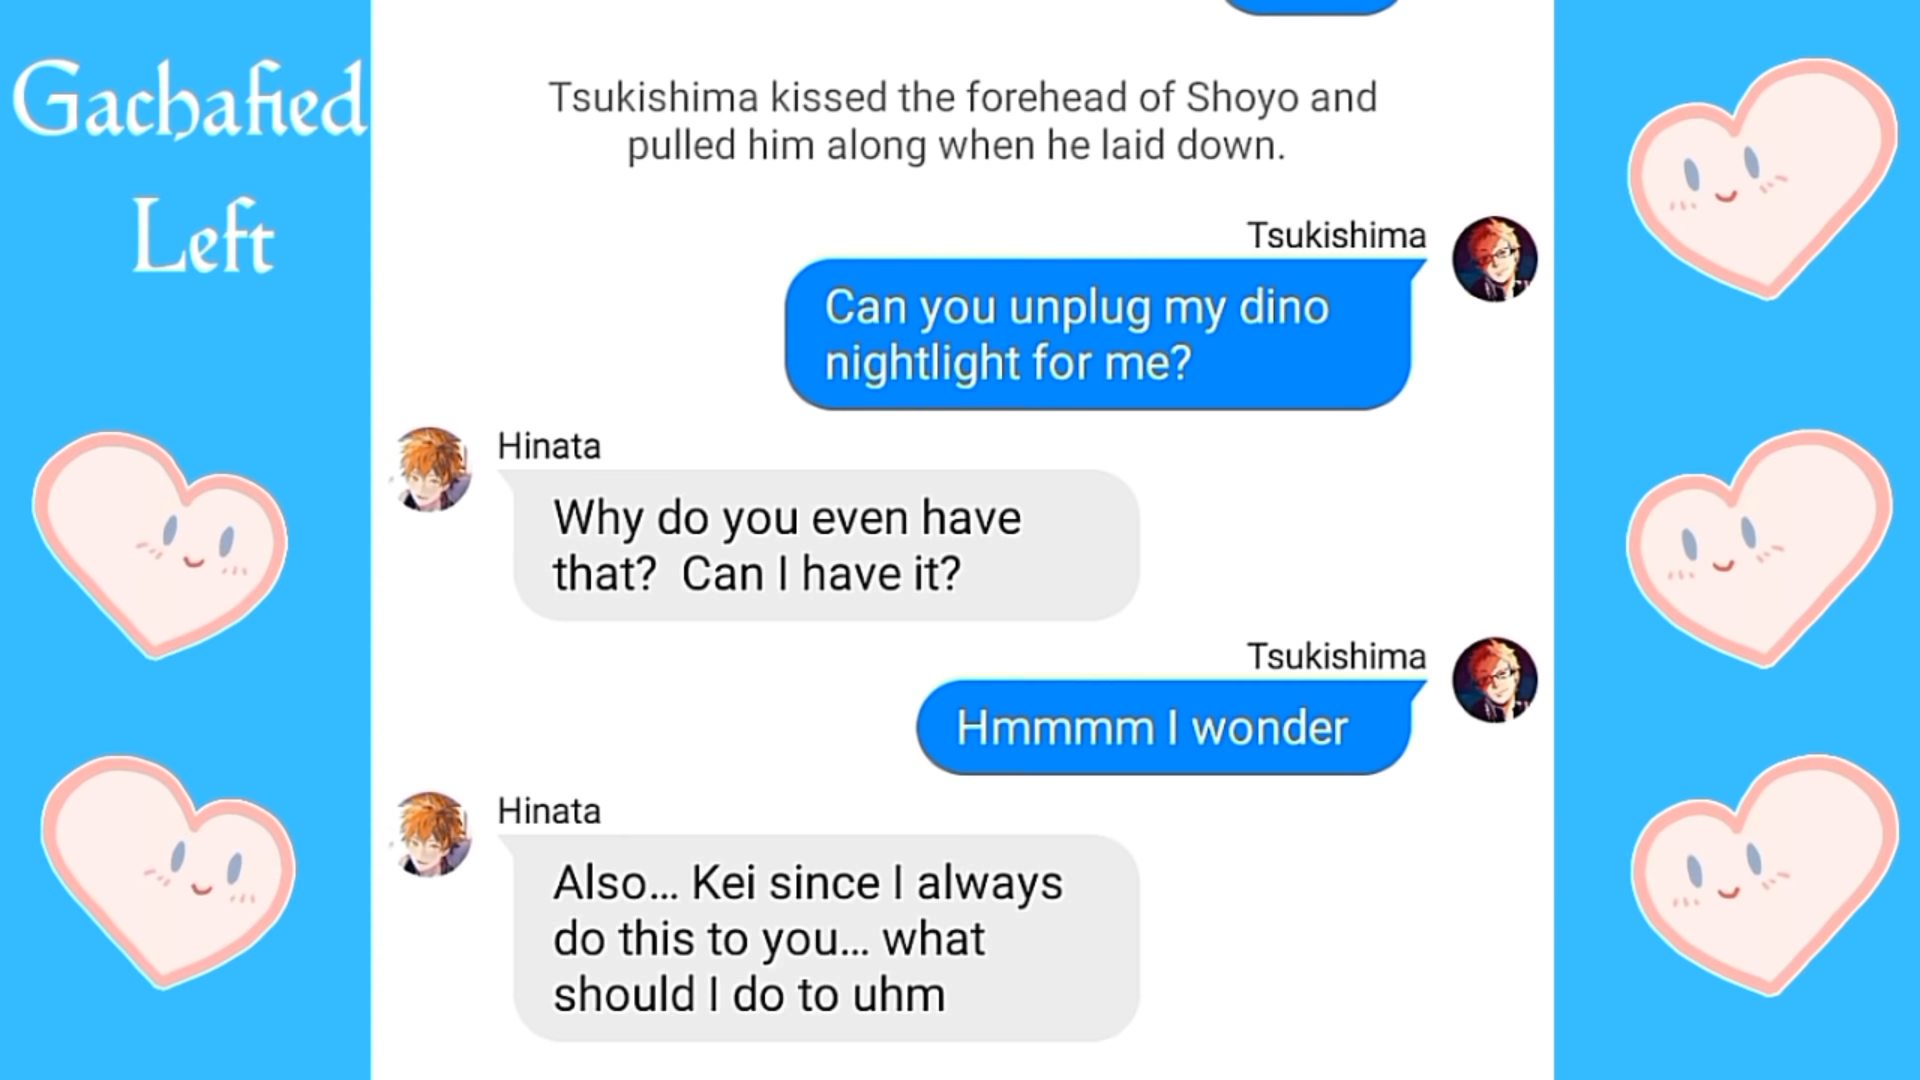 Gachafied
Left
Tsukishima kissed the forehead of Shoyo and
pulled him along when he laid down.
Tsukishima
Can you unplug my dino
nightlight for me?
Hinata
Why do you even have
that?  Can I have it?
Tsukishima
Hmmmm I wonder
Hinata
Also... Kei since I always
do this to you... what
should I do to uhm